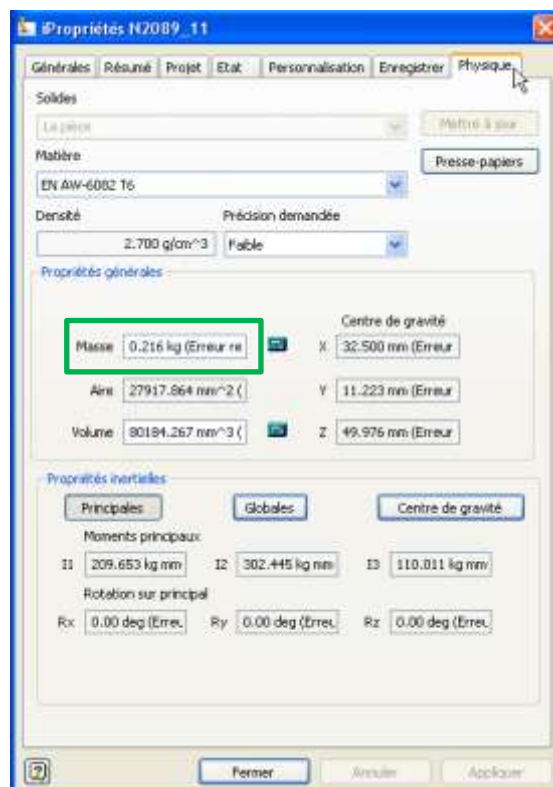 iPropriétés N2089_11
Générales Résumé Projet Etat Personnalisation Enregistrer Physique
Solides
La pièce Mettre à jour
Matière Presse-papiers
EN AW-6082 T6
Densité Précision demandée
2.700 g/cm^3 Faible
Propriétés générales
Centre de gravité
Masse 0.216 kg (Erreur re X 32.500 mm (Erreur
Aire 27917.864 mm^2 ( Y 11.223 mm (Erreur
Volume 80184.267 mm^3 ( Z 49.976 mm (Erreur
Propriétés inertielles
Principales Globales Centre de gravité
Moments principaux
I1 209.653 kg mm I2 302.445 kg mm I3 110.011 kg mm
Rotation sur principal
Rx 0.00 deg (Erreu Ry 0.00 deg (Erreu Rz 0.00 deg (Erreu
? Fermer Annuler Appliquer